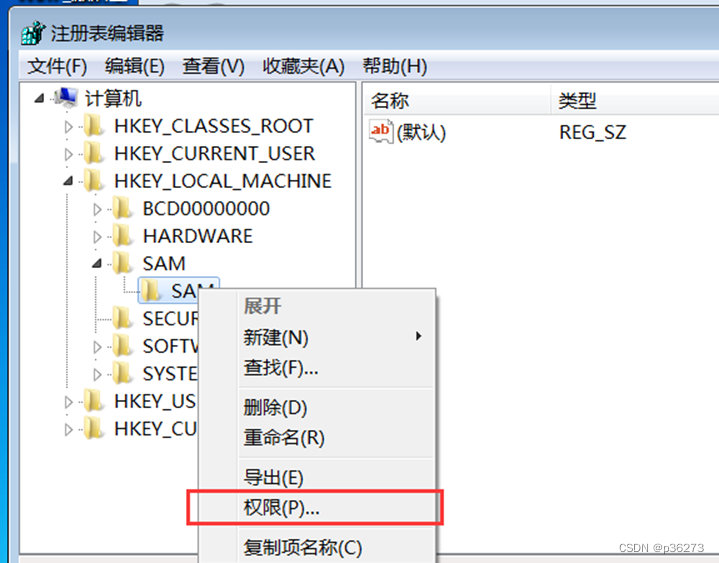 注册表编辑器
文件(F) 编辑(E) 查看(V) 收藏夹(A) 帮助(H)
计算机
HKEY_CLASSES_ROOT
HKEY_CURRENT_USER
HKEY_LOCAL_MACHINE
BCD00000000
HARDWARE
SAM
SAM
SECUR
SOFTW
SYSTE
HKEY_US
HKEY_CU
名称 类型
ab (默认) REG_SZ
展开
新建(N)
查找(F)...
删除(D)
重命名(R)
导出(E)
权限(P)...
复制项名称(C)
CSDN @p36273